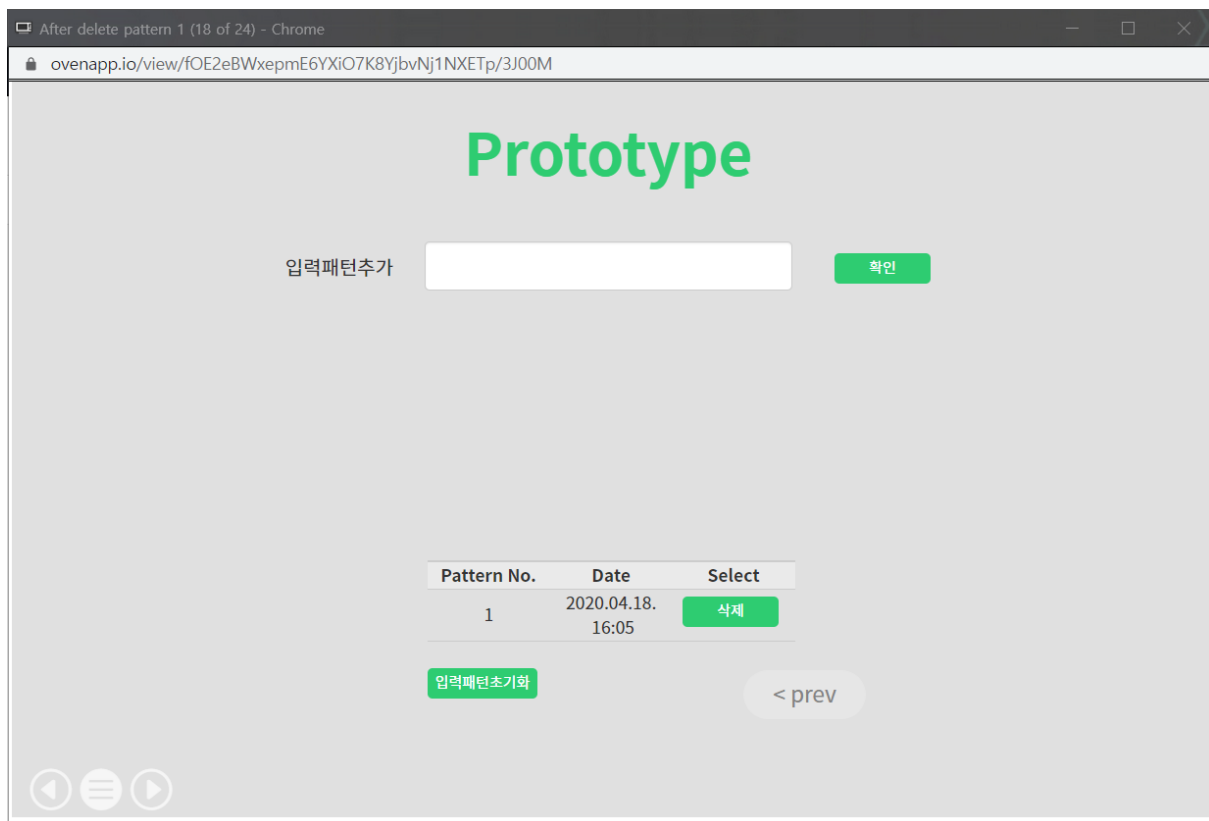 After delete pattern 1 (18 of 24) - Chrome
ovenapp.io/view/fOE2eBWxepmE6YXiO7K8YjbvNj1NXETp/3J00M
Prototype
입력패턴추가
확인
Pattern No. Date Select
1 2020.04.18. 16:05 삭제
입력패턴초기화
< prev